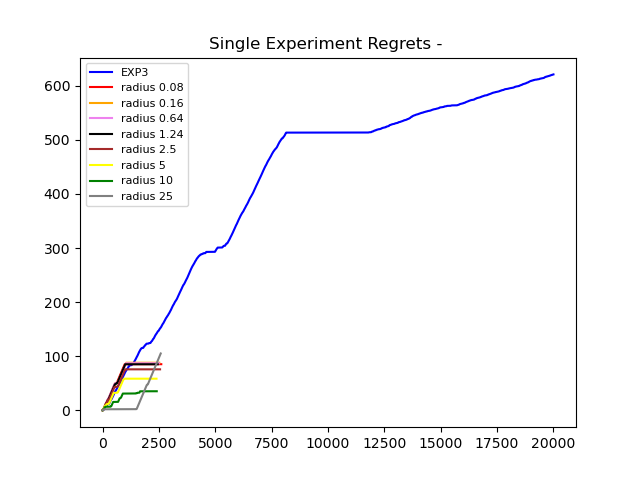 Single Experiment Regrets -
EXP3
radius 0.08
radius 0.16
radius 0.64
radius 1.24
radius 2.5
radius 5
radius 10
radius 25
600
500
400
300
200
100
0
0 2500 5000 7500 10000 12500 15000 17500 20000